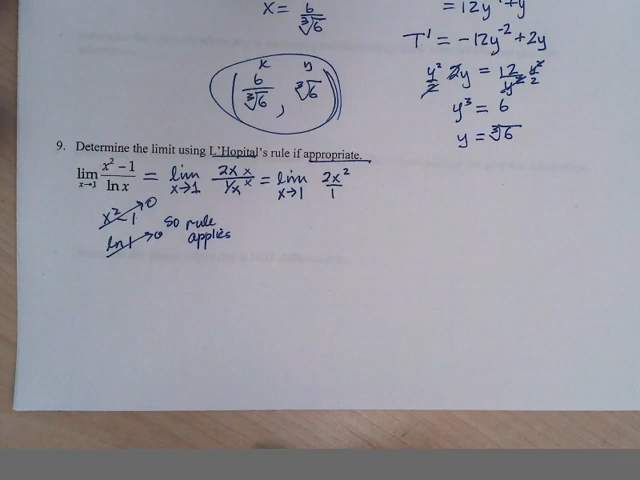 x = 6/∛6
= 12y⁻¹ + y²
T' = -12y⁻² + 2y
y²/2 2y = 12/y² y²/2
y³ = 6
y = ∛6
x y
(6/∛6, ∛6)
9. Determine the limit using L'Hopital's rule if appropriate.
lim x→1 x² - 1 / ln x = lim x→1 2x x / 1/x x = lim x→1 2x² / 1
x² - 1 → 0 so rule
ln 1 → 0 applies